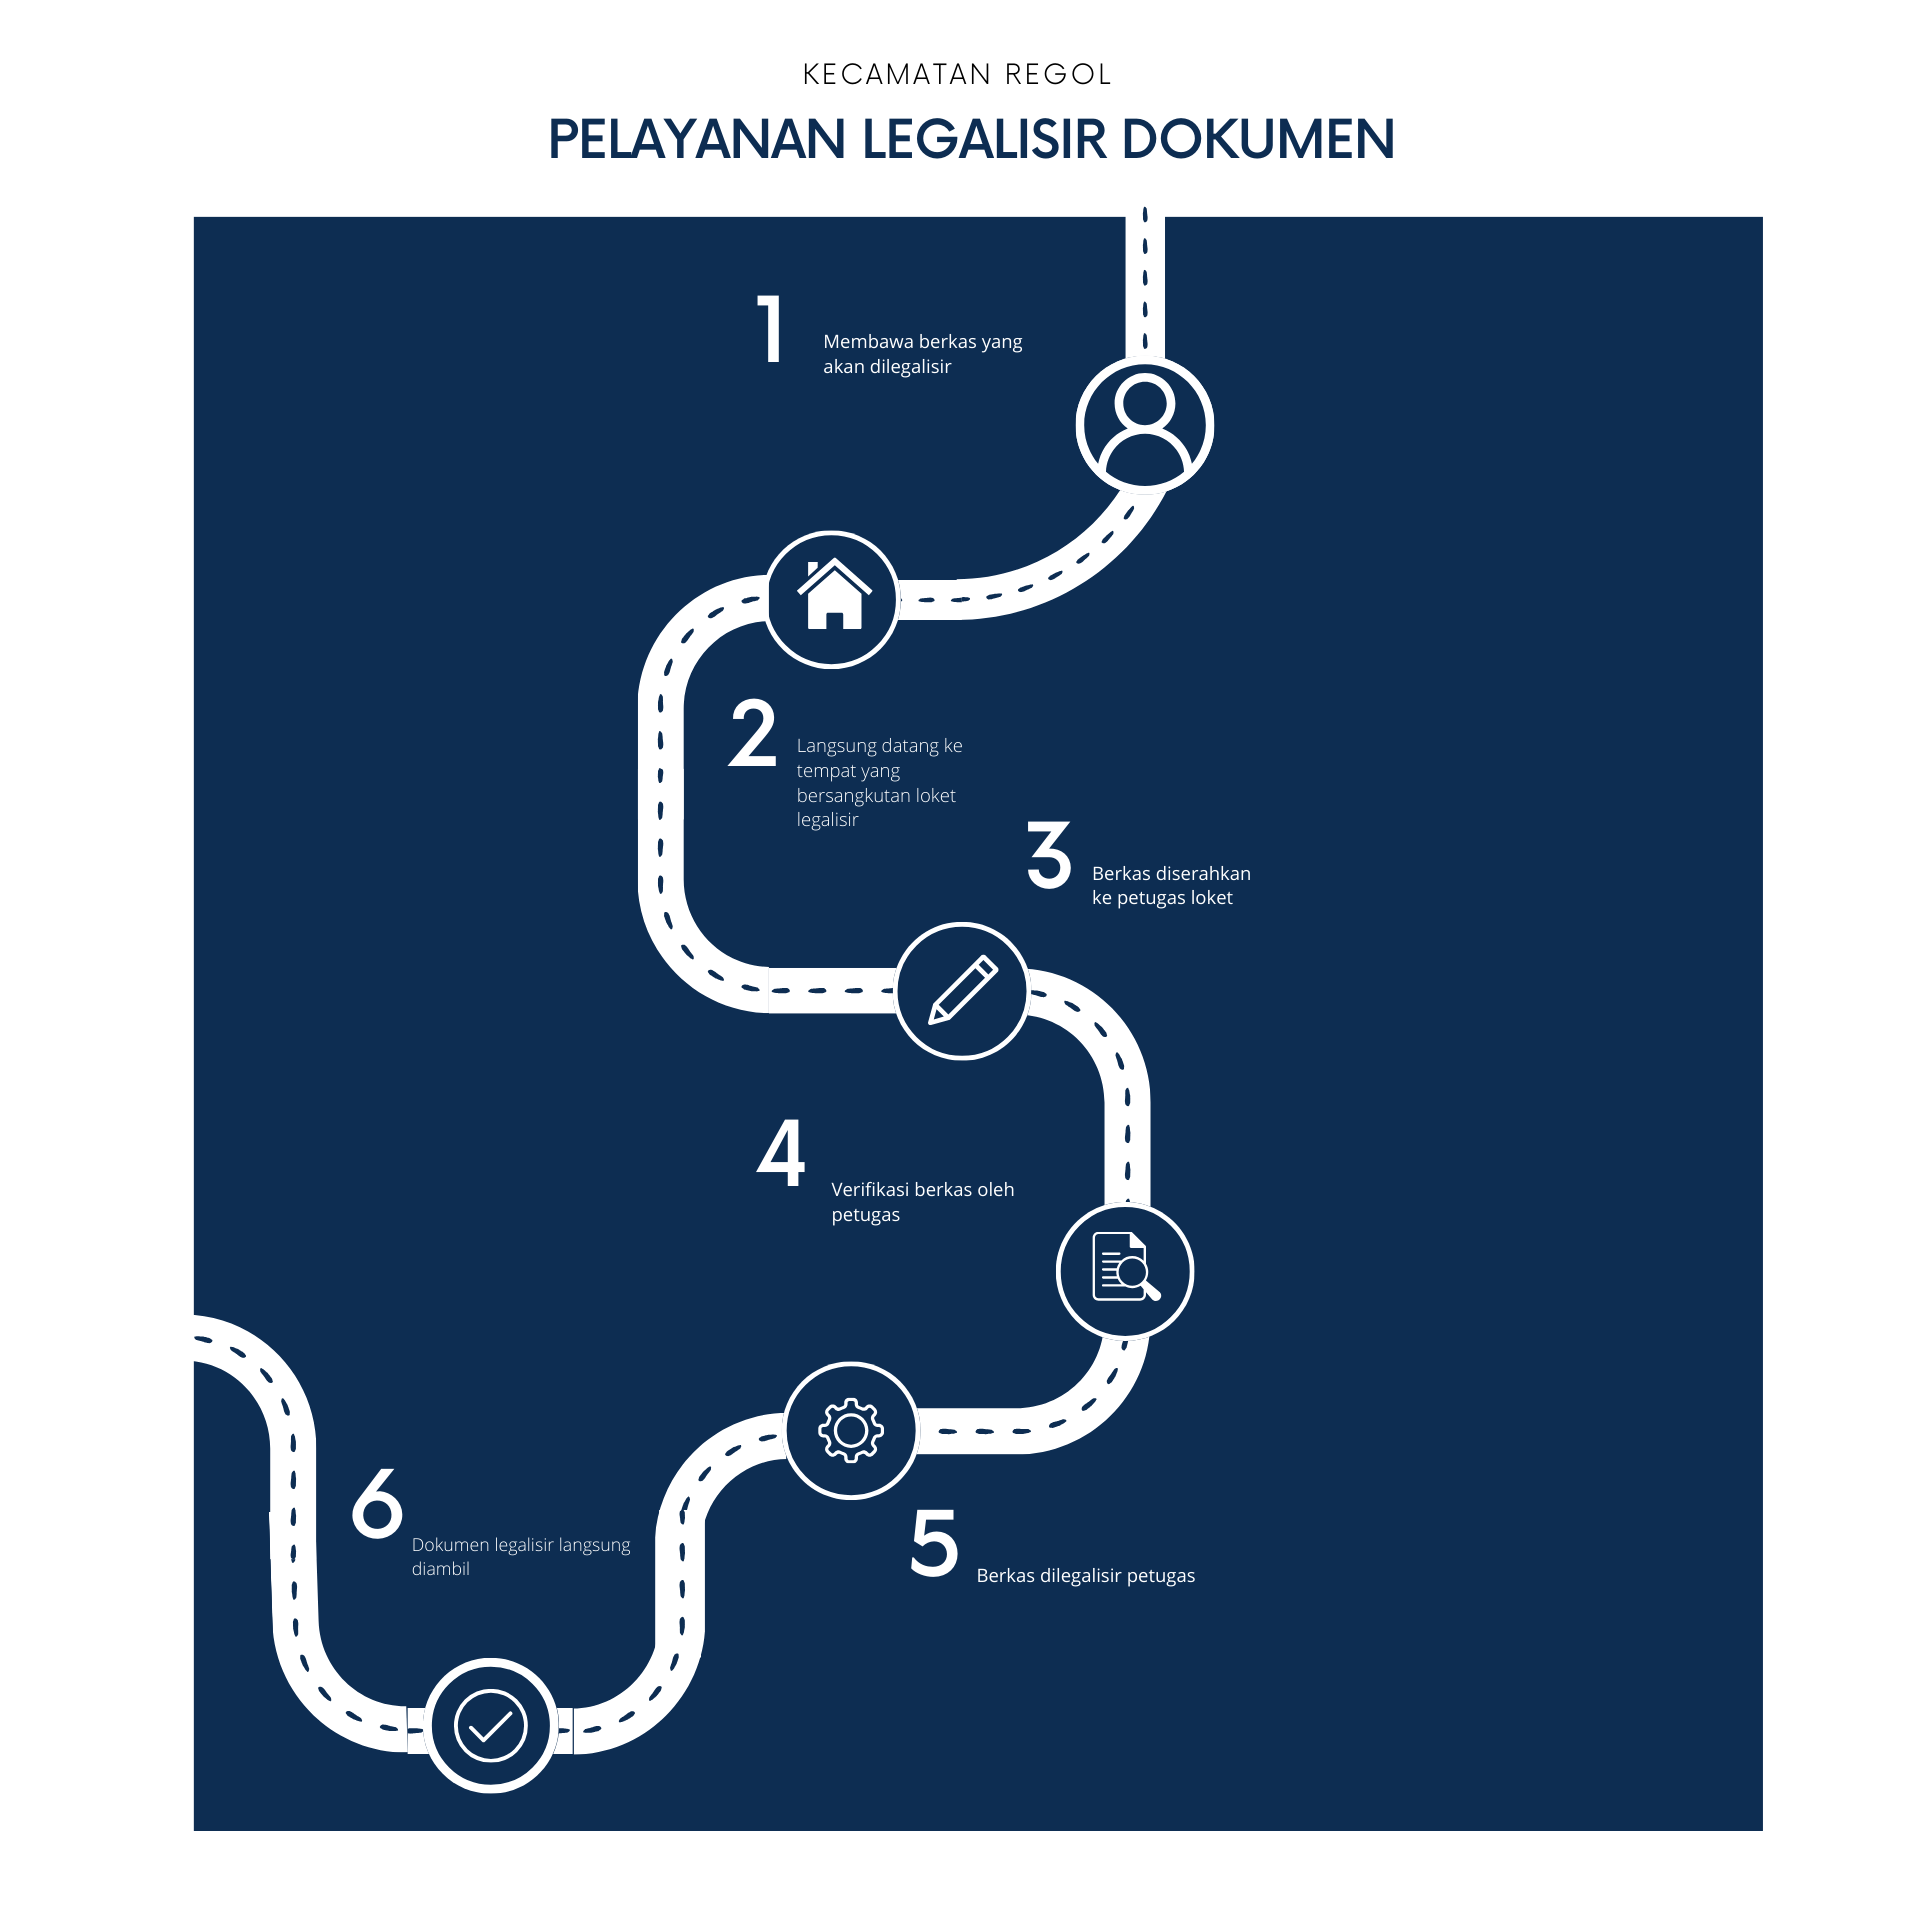 KECAMATAN REGOL
PELAYANAN LEGALISIR DOKUMEN
1
Membawa berkas yang
akan dilegalisir
2
Langsung datang ke
tempat yang
bersangkutan loket
legalisir
3
Berkas diserahkan
ke petugas loket
4
Verifikasi berkas oleh
petugas
5
Berkas dilegalisir petugas
6
Dokumen legalisir langsung
diambil